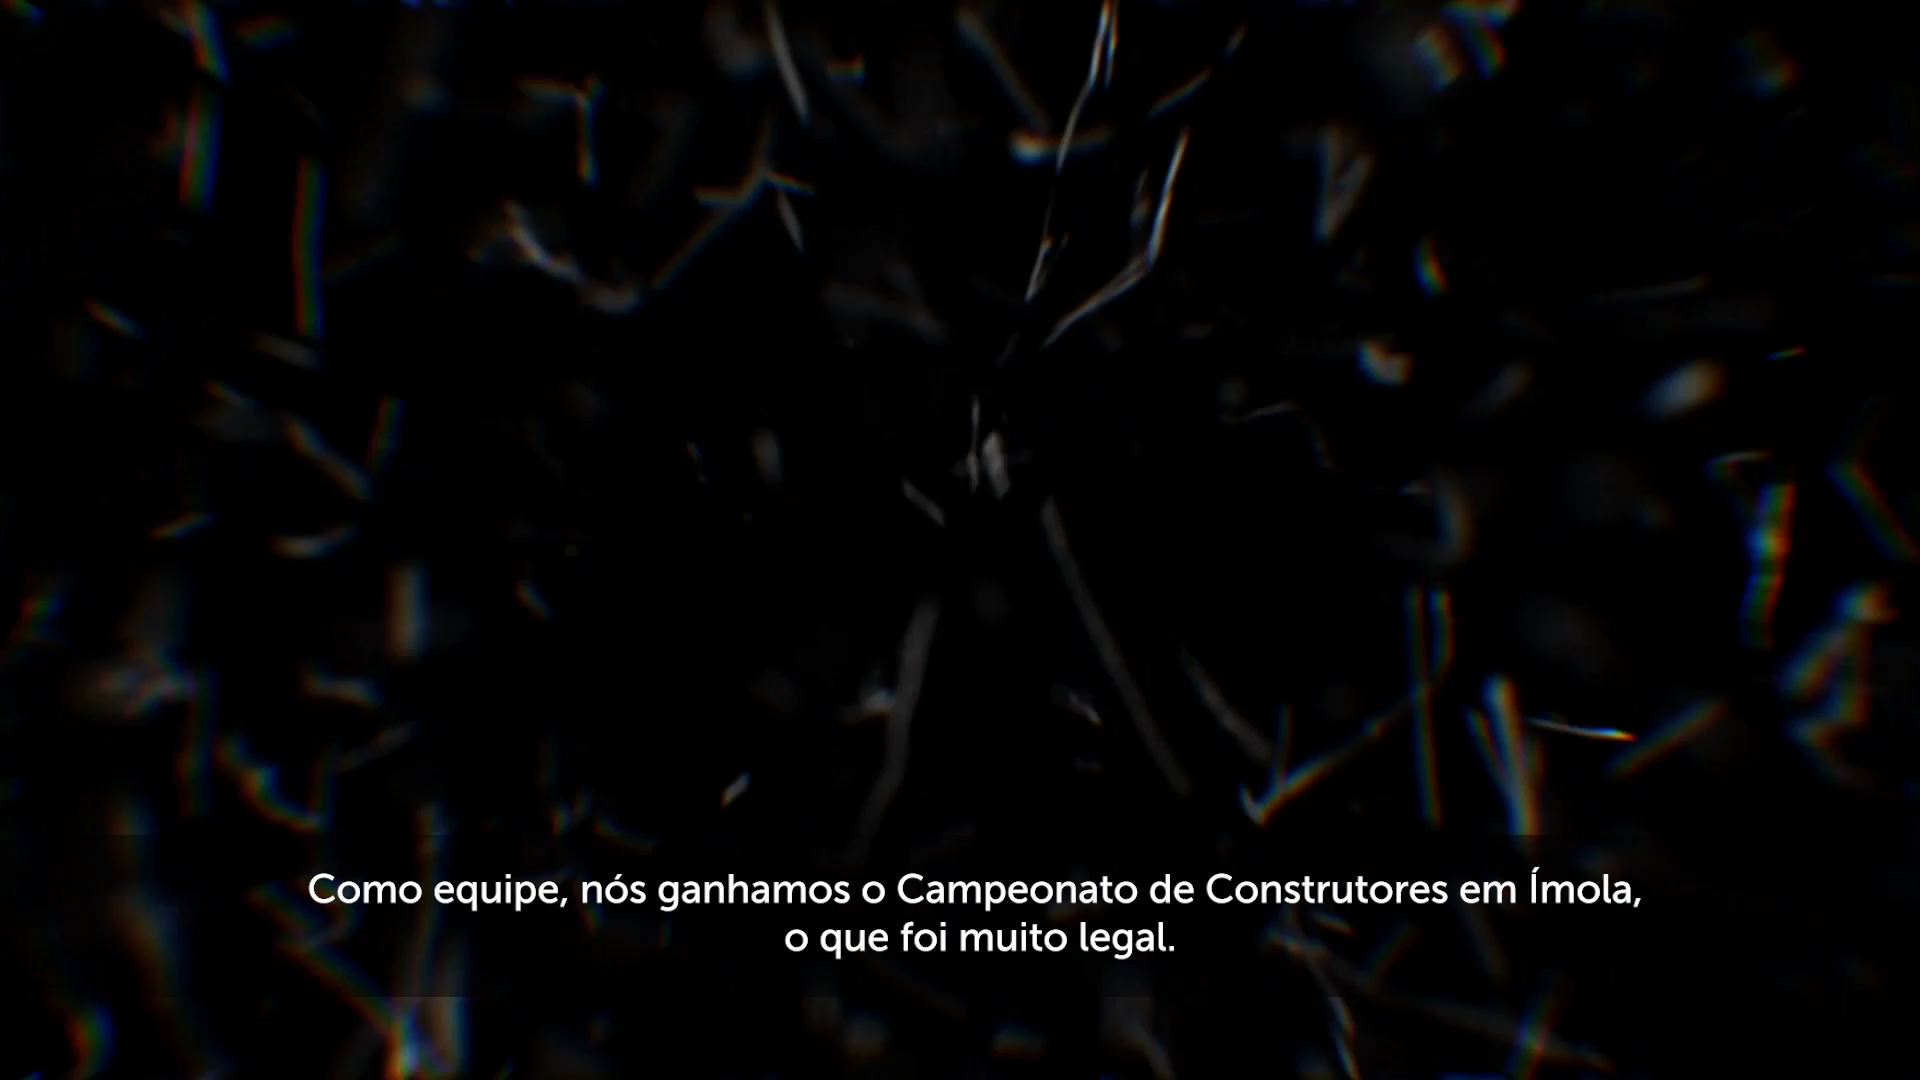 Como equipe, nós ganhamos o Campeonato de Construtores em Ímola,
o que foi muito legal.